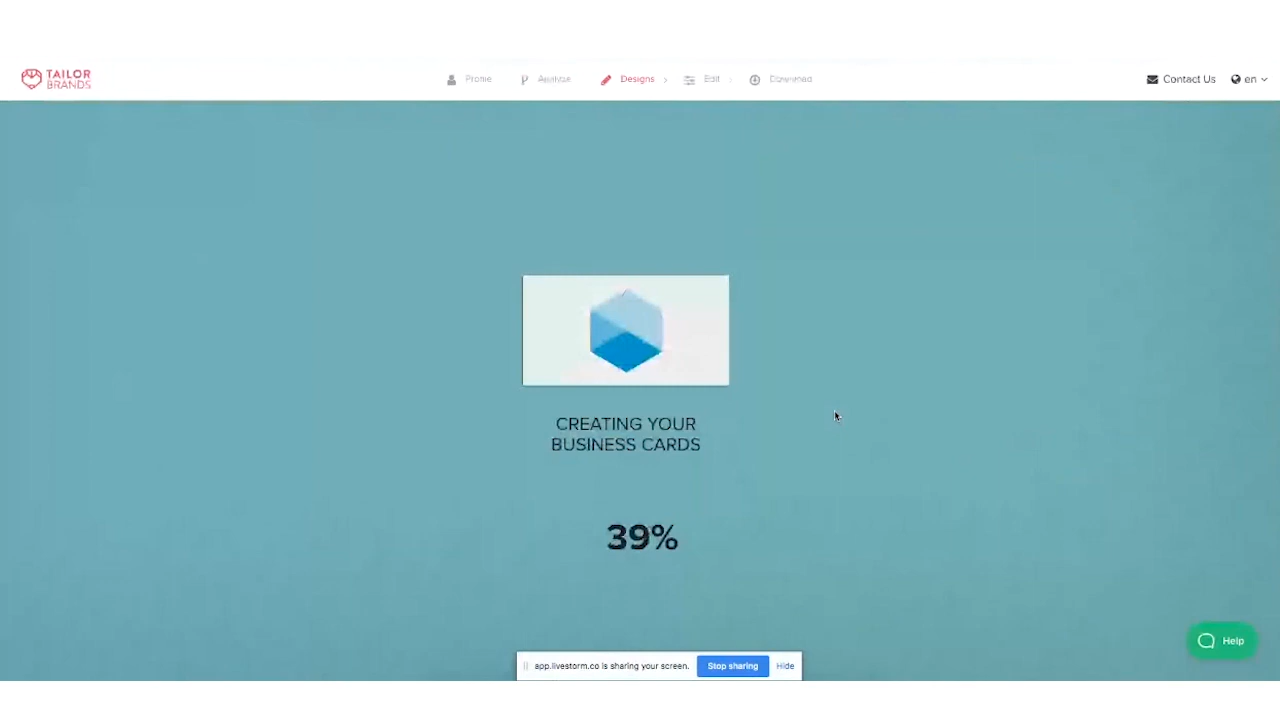 TAILOR
BRANDS
Profile
Analyze
Designs
Edit
Download
Contact Us
en
CREATING YOUR
BUSINESS CARDS
39%
Help
app.livestorm.co is sharing your screen.
Stop sharing
Hide